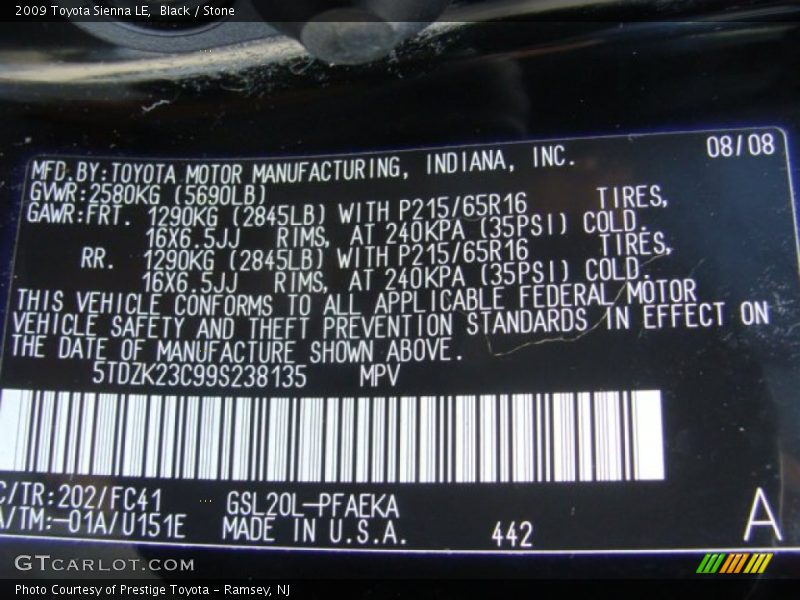 2009 Toyota Sienna LE, Black / Stone
08/08
MFD.BY:TOYOTA MOTOR MANUFACTURING, INDIANA, INC.
GVWR:2580KG (5690LB)
GAWR:FRT. 1290KG (2845LB) WITH P215/65R16 TIRES,
16X6.5JJ RIMS, AT 240KPA (35PSI) COLD.
RR. 1290KG (2845LB) WITH P215/65R16 TIRES,
16X6.5JJ RIMS, AT 240KPA (35PSI) COLD.
THIS VEHICLE CONFORMS TO ALL APPLICABLE FEDERAL MOTOR
VEHICLE SAFETY AND THEFT PREVENTION STANDARDS IN EFFECT ON
THE DATE OF MANUFACTURE SHOWN ABOVE.
5TDZK23C99S238135 MPV
C/TR:202/FC41 GSL20L-PFAEKA
A/TM:-01A/U151E MADE IN U.S.A. 442 A
GTCARLOT.COM
Photo Courtesy of Prestige Toyota - Ramsey, NJ